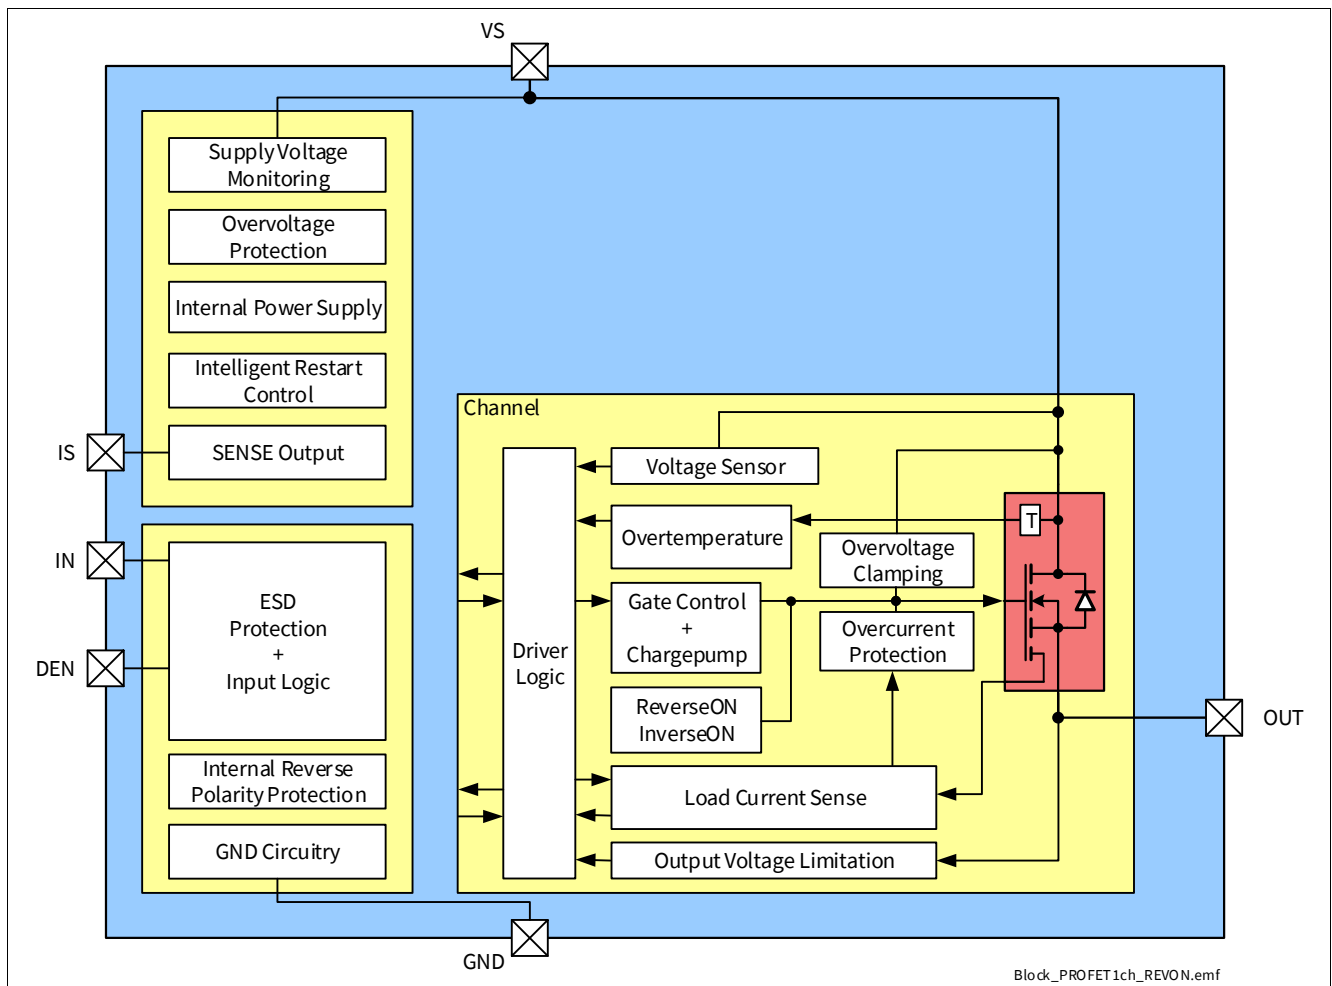 VS
Supply Voltage
Monitoring
Overvoltage
Protection
Internal Power Supply
Intelligent Restart
Control
SENSE Output
IS
IN
DEN
ESD
Protection
+
Input Logic
Internal Reverse
Polarity Protection
GND Circuitry
GND
Channel
Driver
Logic
Voltage Sensor
Overtemperature
T
Overvoltage
Clamping
Gate Control
+
Chargepump
Overcurrent
Protection
ReverseON
InverseON
Load Current Sense
Output Voltage Limitation
OUT
Block_PROFET1ch_REVON.emf